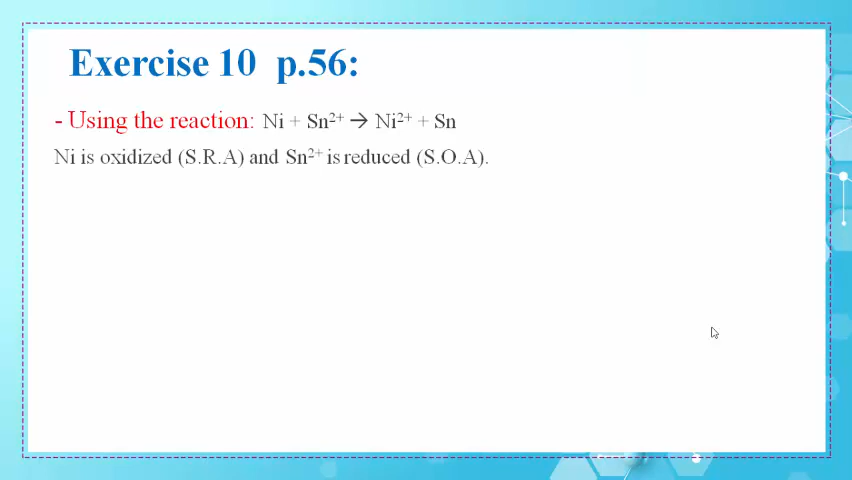 Exercise 10 p.56:
- Using the reaction: Ni + Sn²⁺ → Ni²⁺ + Sn
Ni is oxidized (S.R.A) and Sn²⁺ is reduced (S.O.A).